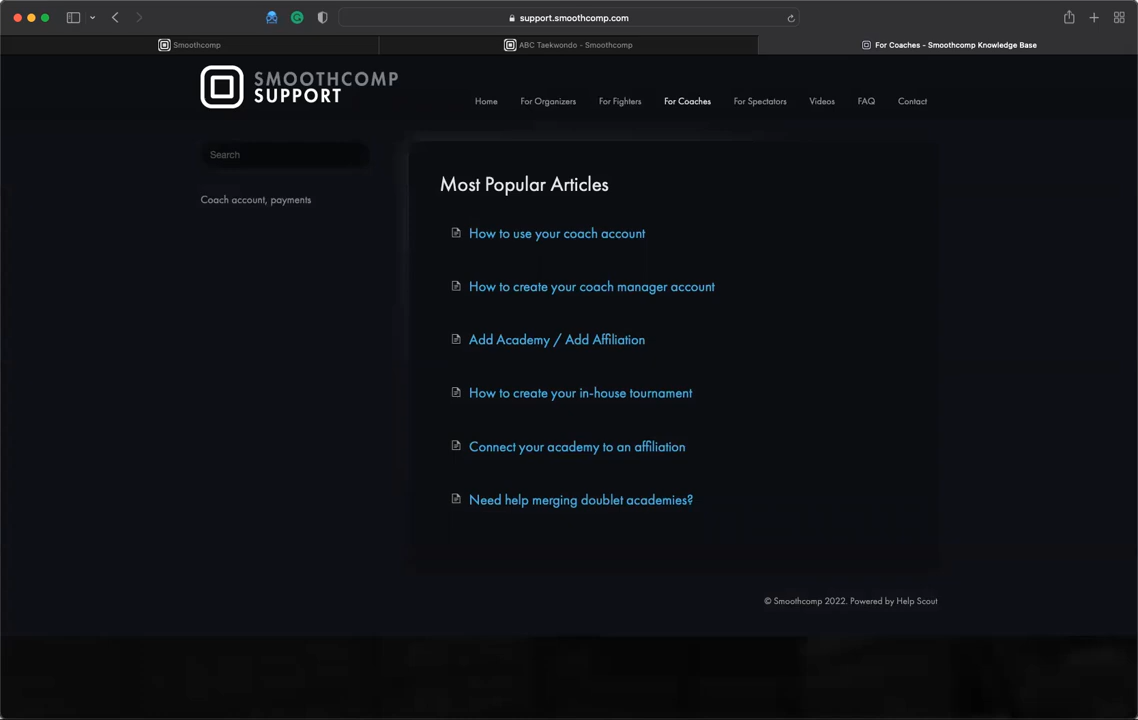 support.smoothcomp.com
Smoothcomp
ABC Taekwondo - Smoothcomp
For Coaches - Smoothcomp Knowledge Base
SMOOTHCOMP
SUPPORT
Home
For Organizers
For Fighters
For Coaches
For Spectators
Videos
FAQ
Contact
Search
Coach account, payments
Most Popular Articles
How to use your coach account
How to create your coach manager account
Add Academy / Add Affiliation
How to create your in-house tournament
Connect your academy to an affiliation
Need help merging doublet academies?
© Smoothcomp 2022. Powered by Help Scout